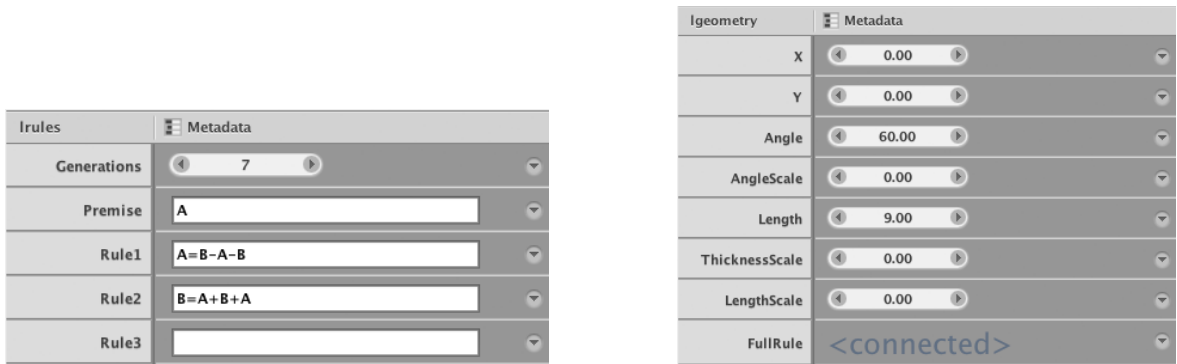 lrules Metadata
Generations 7
Premise A
Rule1 A=B-A-B
Rule2 B=A+B+A
Rule3
lgeometry Metadata
X 0.00
Y 0.00
Angle 60.00
AngleScale 0.00
Length 9.00
ThicknessScale 0.00
LengthScale 0.00
FullRule <connected>